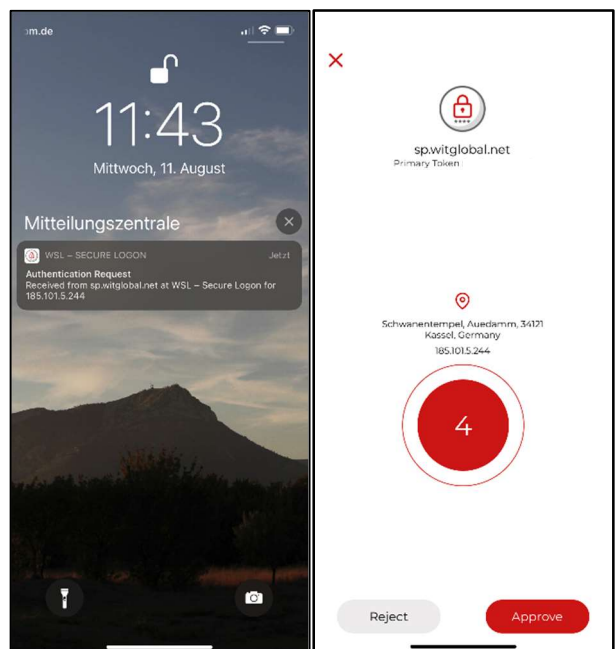 om.de
11:43
Mittwoch, 11. August
Mitteilungszentrale
WSL – SECURE LOGON
Jetzt
Authentication Request
Received from sp.witglobal.net at WSL – Secure Logon for
185.101.5.244
sp.witglobal.net
Primary Token
Schwanentempel, Auedamm, 34121
Kassel, Germany
185.101.5.244
4
Reject
Approve